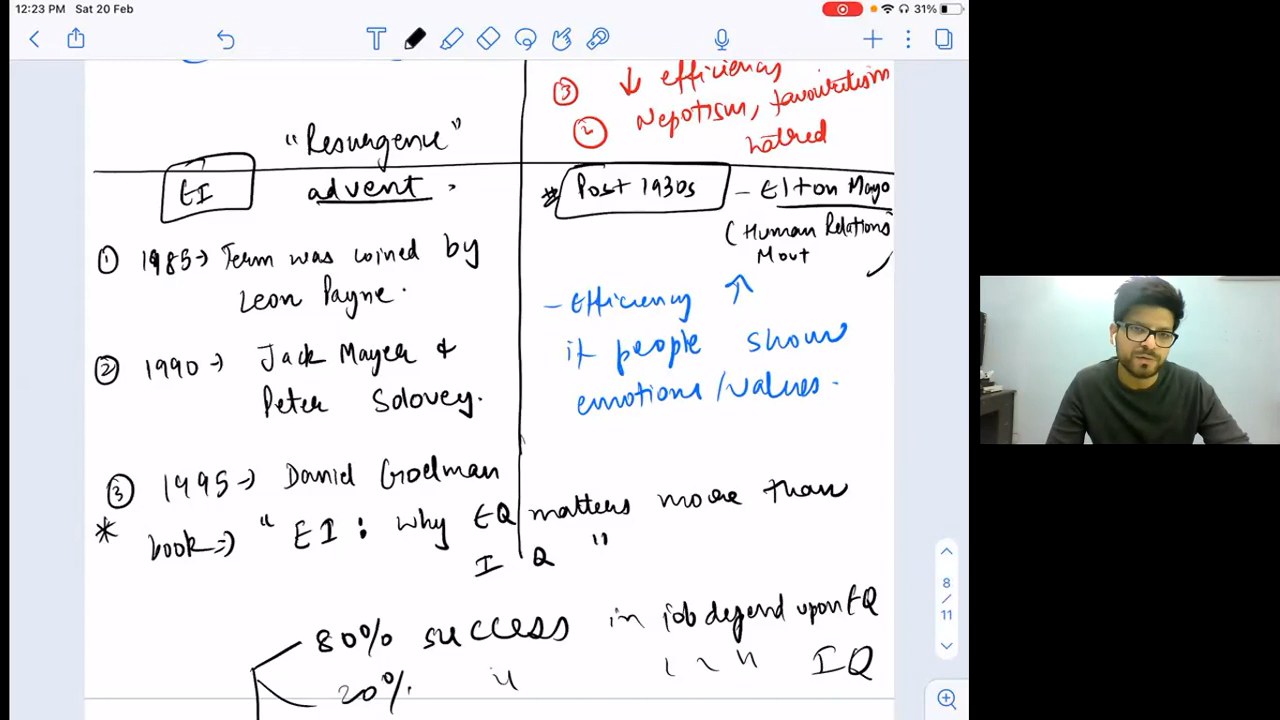 12:23 PM Sat 20 Feb
31%
③ ↓ efficiency
② Nepotism, favouritism
hatred
"Resurgence"
EI advent
① 1985→ Term was coined by
Leon Payne.
② 1990→ Jack Mayer &
Peter Solovey.
③ 1995→ Daniel Goelman
* Post 1930s - Elton Mayo
(Human Relations
Movt
- Efficiency ↑
if people show
emotions/values.
* book=> "EI: why EQ matters more than
IQ"
80% success in job depend upon EQ
20% " " " " IQ
8
/
11